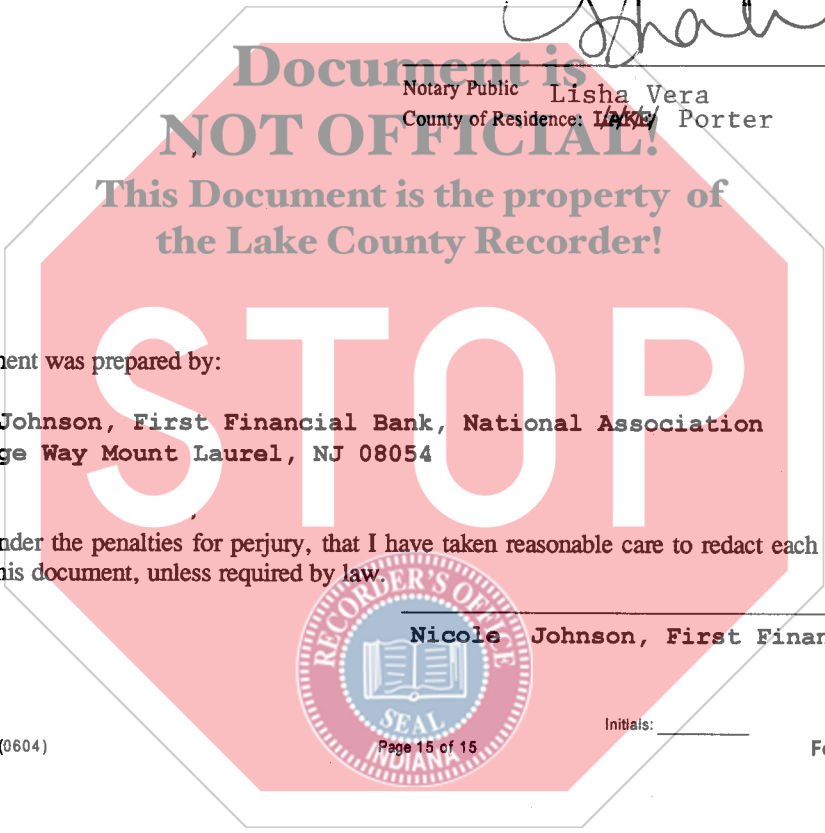 Document is
NOT OFFICIAL!
This Document is the property of
the Lake County Recorder!
STOP
Notary Public Lisha Vera
County of Residence: LAKE Porter
ent was prepared by:
Johnson, First Financial Bank, National Association
ge Way Mount Laurel, NJ 08054
nder the penalties for perjury, that I have taken reasonable care to redact each
his document, unless required by law.
Nicole Johnson, First Finan
RECORDER'S OFFICE
SEAL
INDIANA
Initials:
(0604)
Page 15 of 15
Fo